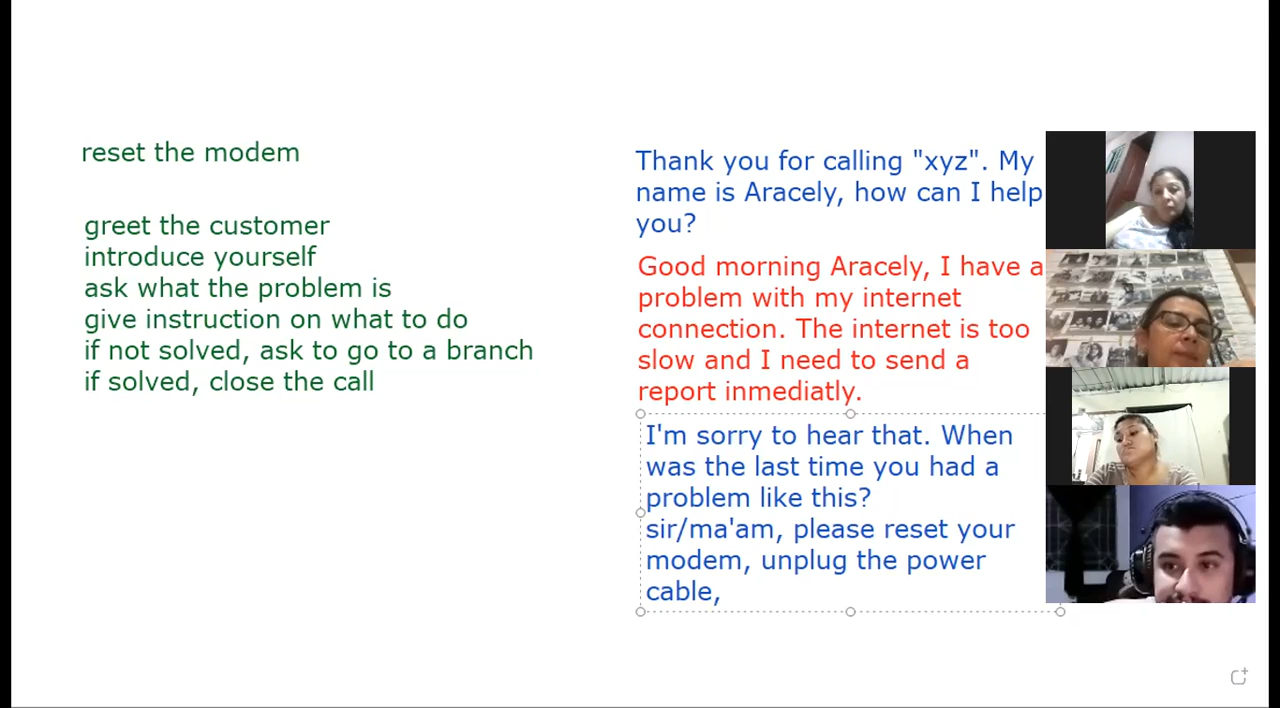 reset the modem
greet the customer
introduce yourself
ask what the problem is
give instruction on what to do
if not solved, ask to go to a branch
if solved, close the call
Thank you for calling "xyz". My
name is Aracely, how can I help
you?
Good morning Aracely, I have a
problem with my internet
connection. The internet is too
slow and I need to send a
report inmediatly.
I'm sorry to hear that. When
was the last time you had a
problem like this?
sir/ma'am, please reset your
modem, unplug the power
cable,